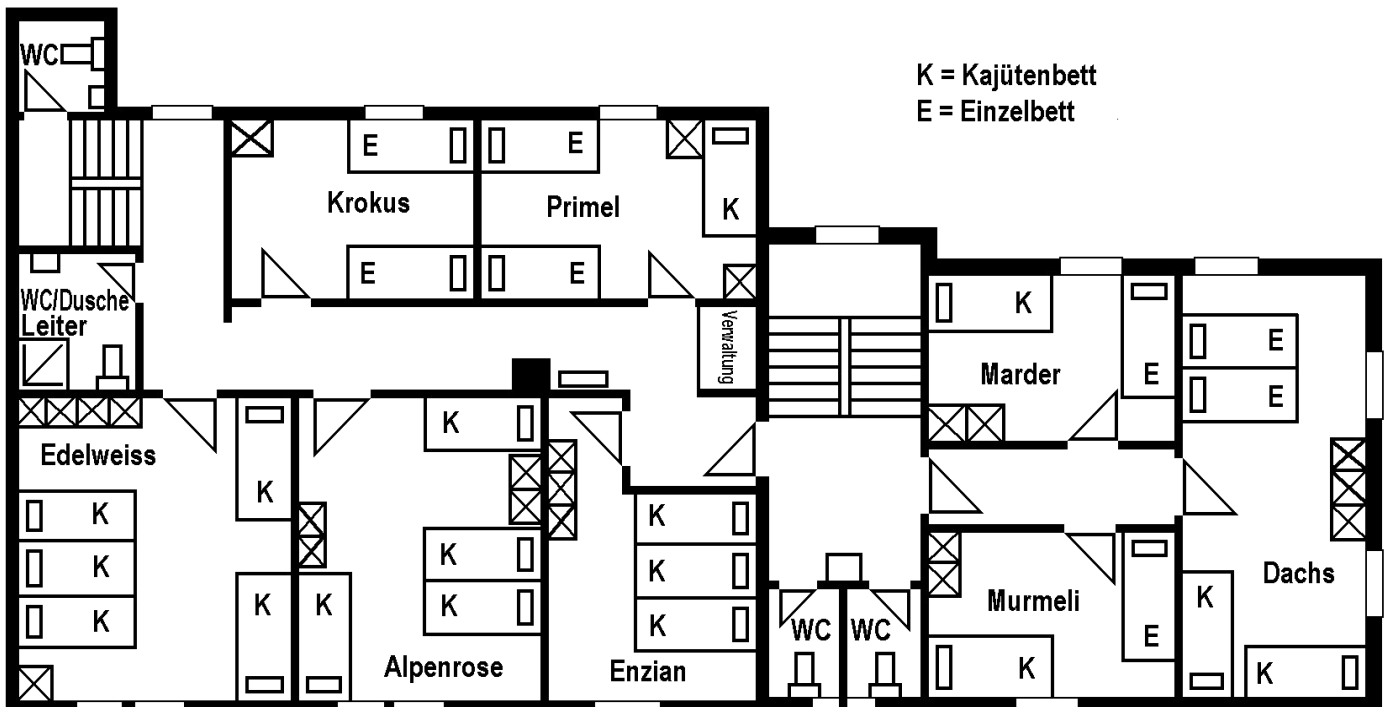 WC
K = Kajütenbett
E = Einzelbett
E
E
Krokus
Primel
K
E
E
WC/Dusche
Leiter
Verwaltung
K
Marder
E
E
E
Edelweiss
K
K
K
K
K
K
Alpenrose
K
K
K
K
Enzian
K
K
K
WC
WC
Murmeli
E
K
Dachs
K
K